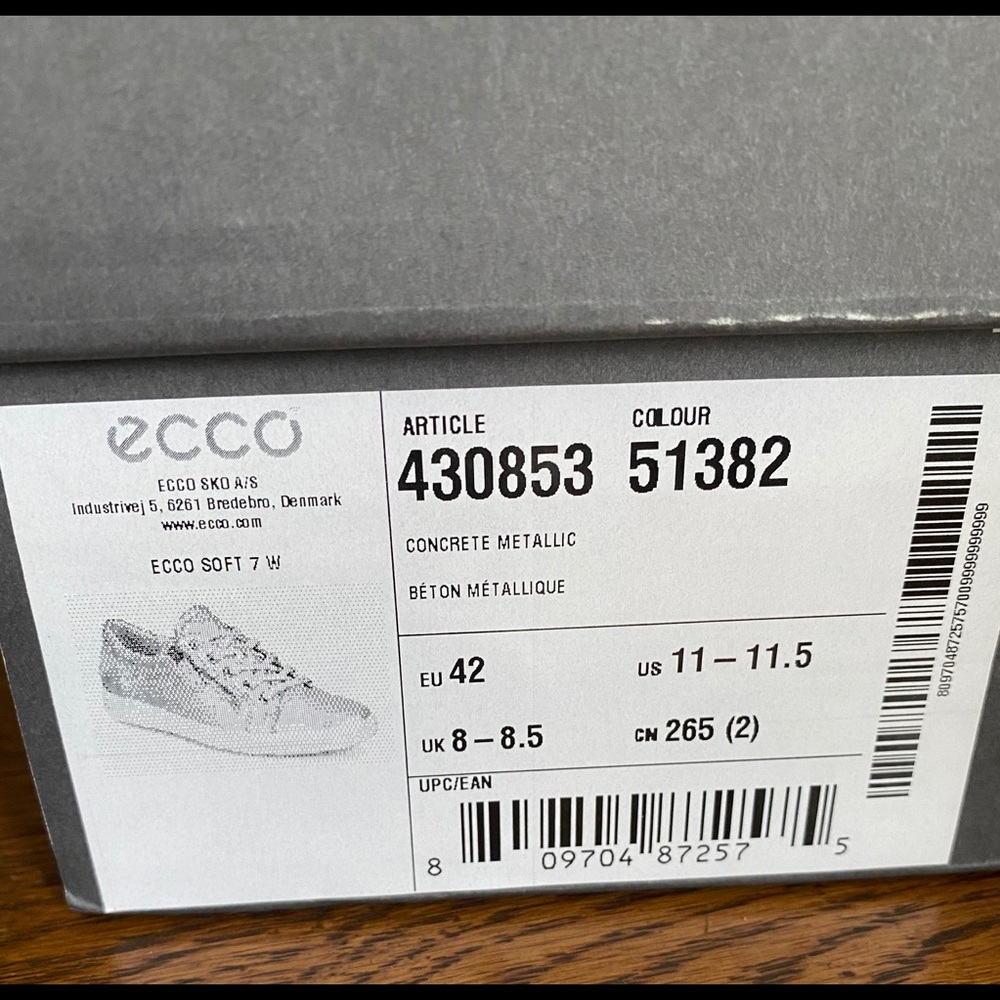 ecco
ECCO SKO A/S
Industrivej 5, 6261 Bredebro, Denmark
www.ecco.com
ECCO SOFT 7 W
ARTICLE COLOUR
430853 51382
CONCRETE METALLIC
BÉTON MÉTALLIQUE
EU 42 US 11–11.5
UK 8–8.5 CN 265 (2)
UPC/EAN
8 09704 87257 5